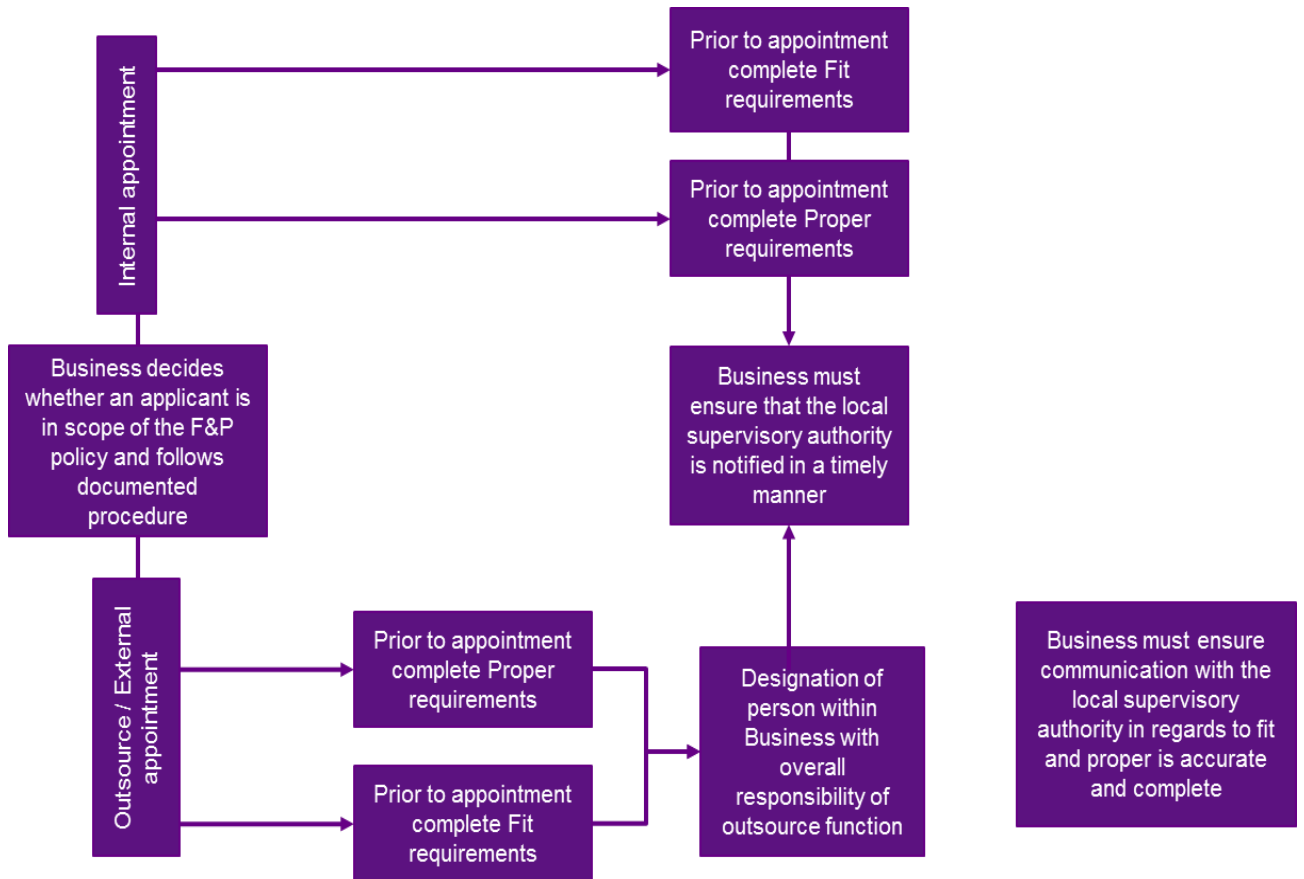 Prior to appointment
complete Fit
requirements
Internal appointment
Prior to appointment
complete Proper
requirements
Business decides
whether an applicant is
in scope of the F&P
policy and follows
documented
procedure
Business must
ensure that the local
supervisory authority
is notified in a timely
manner
Outsource / External
appointment
Prior to appointment
complete Proper
requirements
Prior to appointment
complete Fit
requirements
Designation of
person within
Business with
overall
responsibility of
outsource function
Business must ensure
communication with the
local supervisory
authority in regards to fit
and proper is accurate
and complete